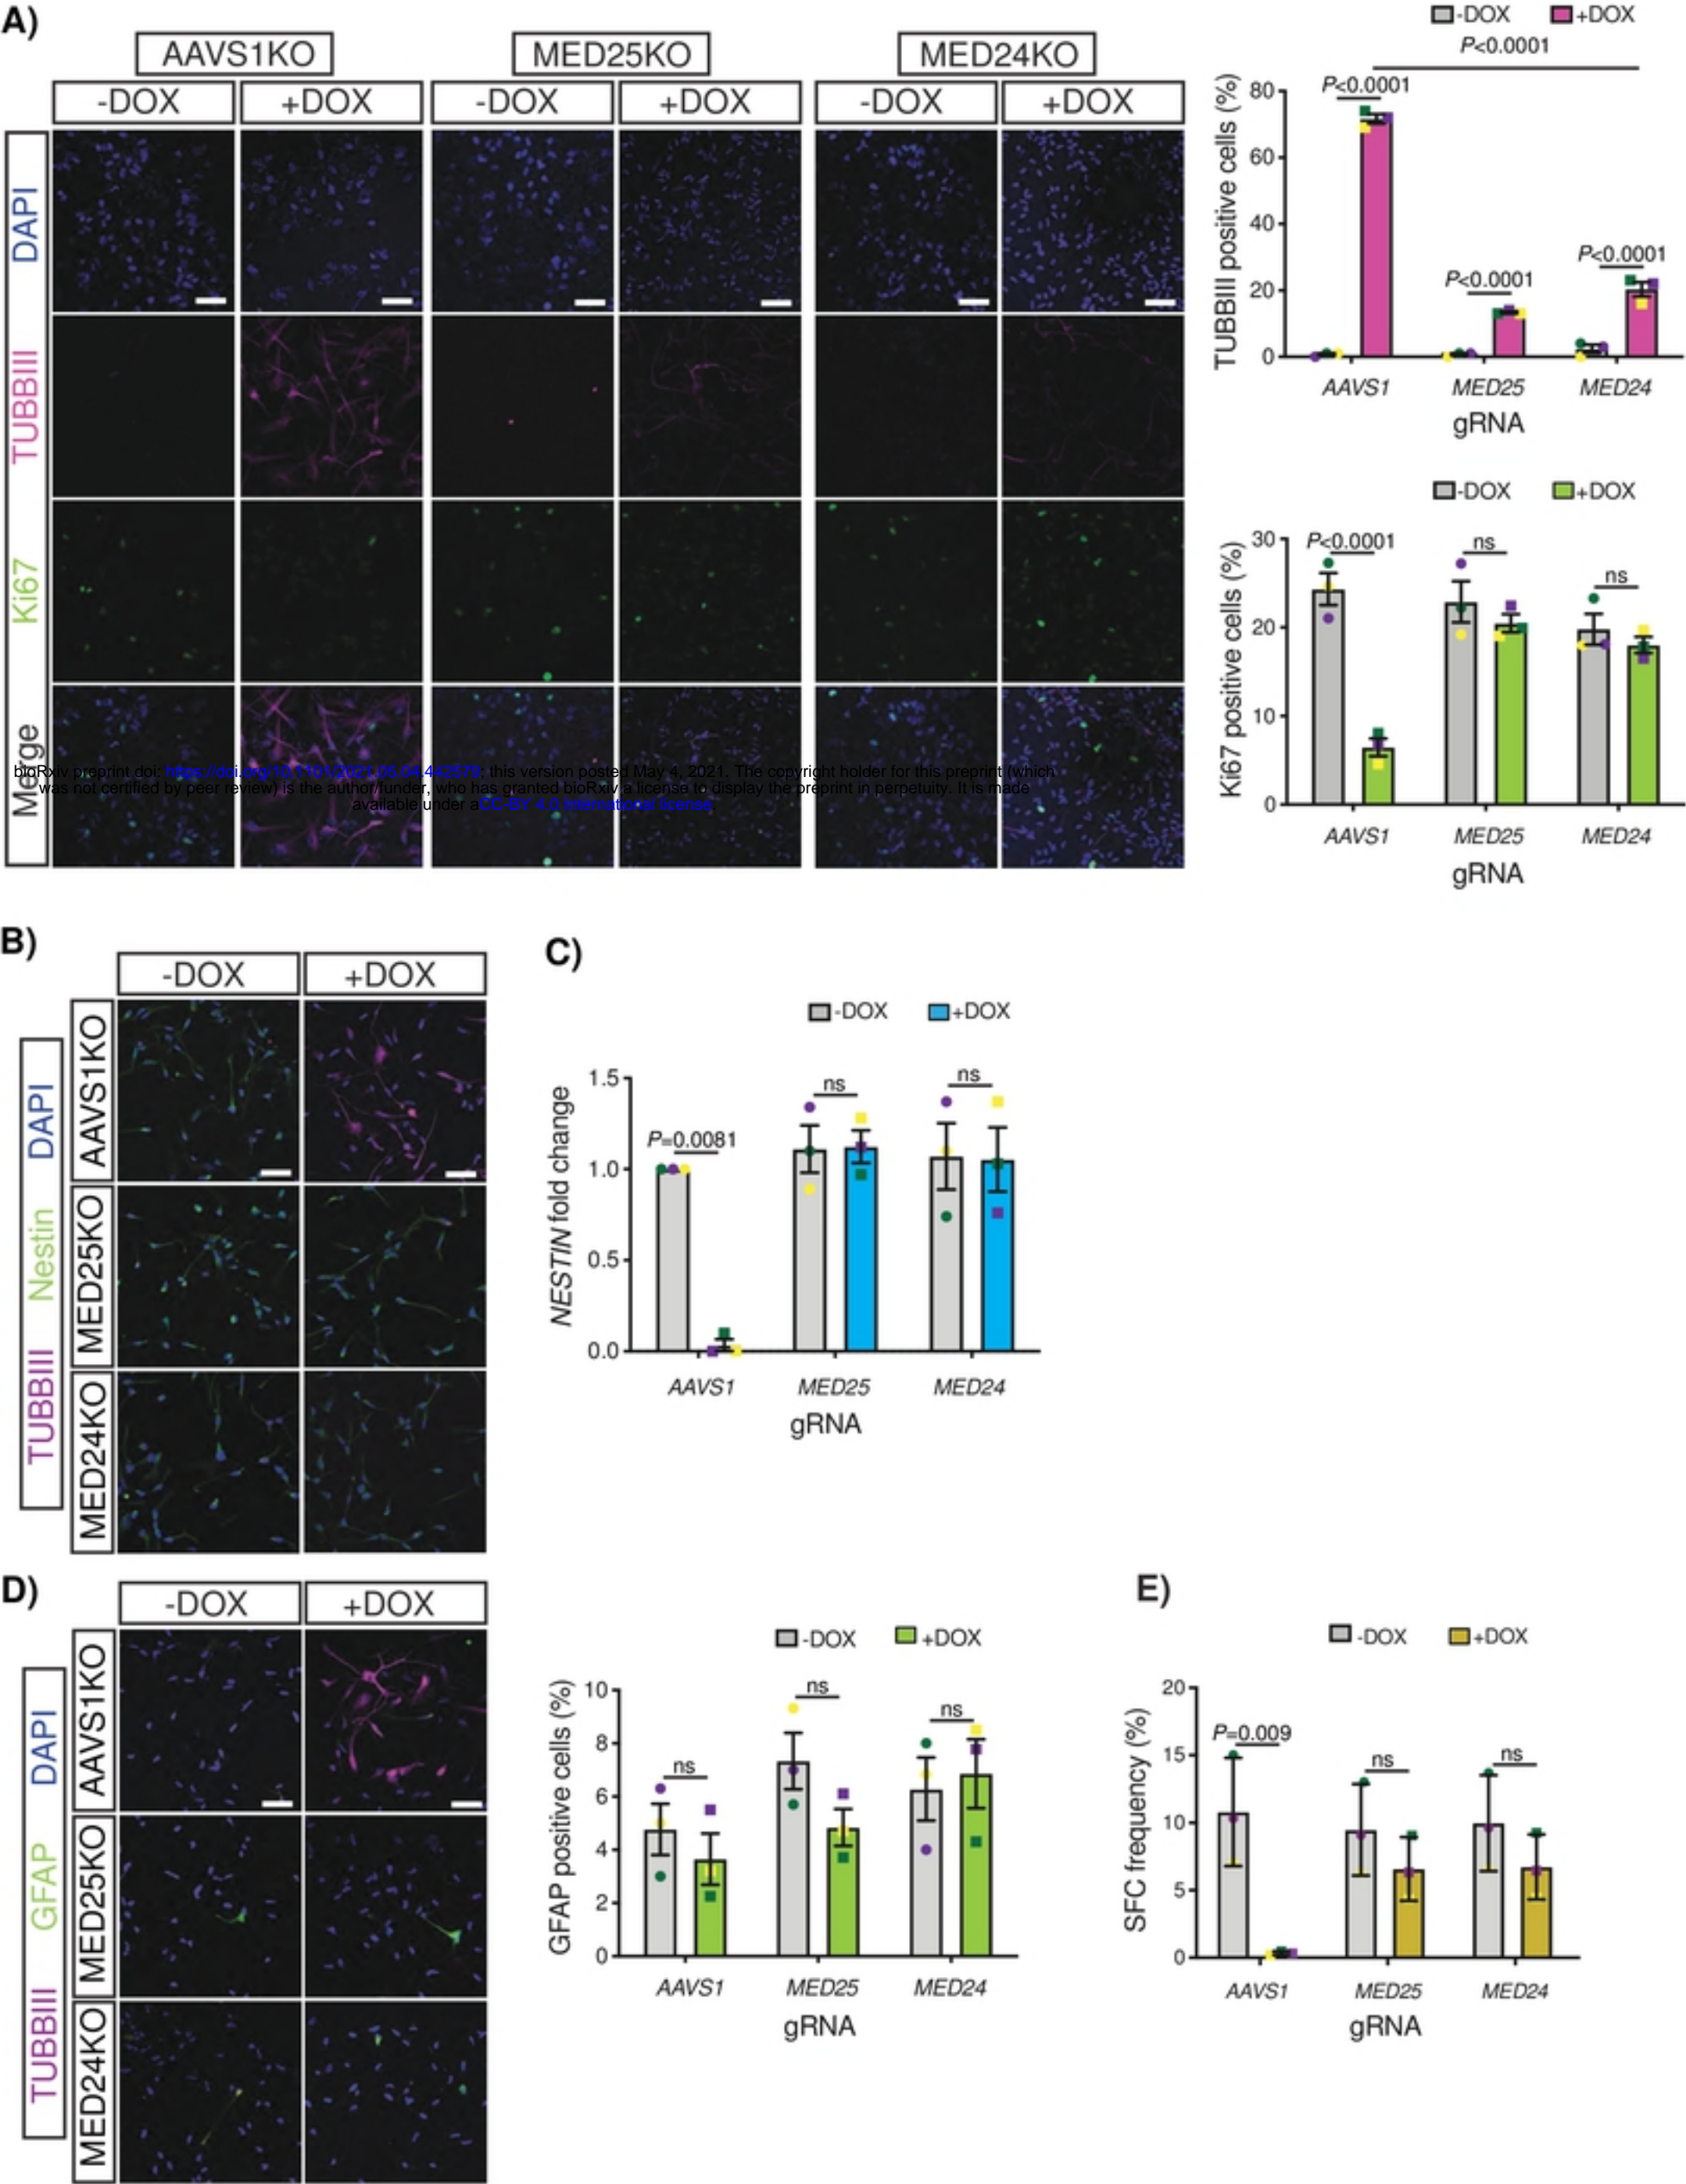 A)
AAVS1KO
MED25KO
MED24KO
-DOX
+DOX
-DOX
+DOX
-DOX
+DOX
DAPI
TUBBIII
Ki67
Merge
bioRxiv preprint doi: https://doi.org/10.1101/2021.05.04.442579; this version posted May 4, 2021. The copyright holder for this preprint (which
was not certified by peer review) is the author/funder, who has granted bioRxiv a license to display the preprint in perpetuity. It is made
available under aCC-BY 4.0 International license.
-DOX
+DOX
P<0.0001
P<0.0001
P<0.0001
P<0.0001
TUBBIII positive cells (%)
80
60
40
20
0
AAVS1
MED25
MED24
gRNA
-DOX
+DOX
P<0.0001
ns
ns
Ki67 positive cells (%)
30
20
10
0
AAVS1
MED25
MED24
gRNA
B)
-DOX
+DOX
TUBBIII Nestin DAPI
AAVS1KO
MED25KO
MED24KO
C)
-DOX
+DOX
P=0.0081
ns
ns
NESTIN fold change
1.5
1.0
0.5
0.0
AAVS1
MED25
MED24
gRNA
D)
-DOX
+DOX
TUBBIII GFAP DAPI
AAVS1KO
MED25KO
MED24KO
-DOX
+DOX
ns
ns
ns
GFAP positive cells (%)
10
8
6
4
2
0
AAVS1
MED25
MED24
gRNA
E)
-DOX
+DOX
P=0.009
ns
ns
SFC frequency (%)
20
15
10
5
0
AAVS1
MED25
MED24
gRNA